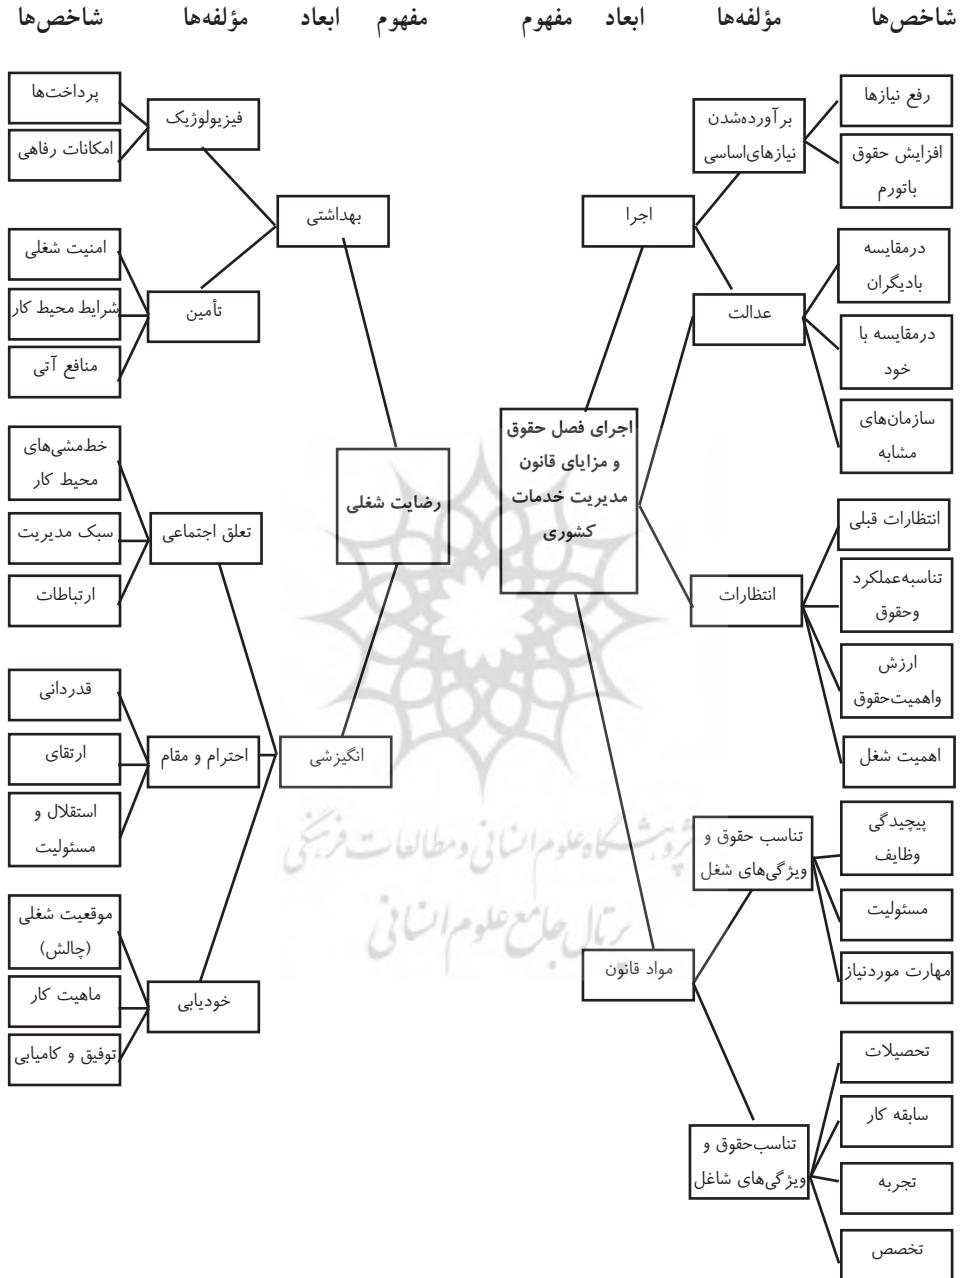 شاخص‌ها مؤلفه‌ها ابعاد مفهوم مفهوم ابعاد مؤلفه‌ها شاخص‌ها
رفع نیازها
افزایش حقوق
باتورم
برآورده‌شدن
نیازهای‌اساسی
اجرا
درمقایسه
بادیگران
درمقایسه با
خود
سازمان‌های
مشابه
عدالت
اجرای فصل حقوق
و مزایای قانون
مدیریت خدمات
کشوری
انتظارات قبلی
تناسبه‌عملکرد
وحقوق
ارزش
واهمیت‌حقوق
اهمیت شغل
انتظارات
پیچیدگی
وظایف
مسئولیت
مهارت موردنیاز
تناسب حقوق و
ویژگی‌های شغل
مواد قانون
تحصیلات
سابقه کار
تجربه
تخصص
تناسب‌حقوق و
ویژگی‌های شاغل
رضایت شغلی
بهداشتی
فیزیولوژیک
پرداخت‌ها
امکانات رفاهی
تأمین
امنیت شغلی
شرایط محیط کار
منافع آتی
انگیزشی
تعلق اجتماعی
خط‌مشی‌های
محیط کار
سبک مدیریت
ارتباطات
احترام و مقام
قدردانی
ارتقای
استقلال و
مسئولیت
خودیابی
موقعیت شغلی
(چالش)
ماهیت کار
توفیق و کامیابی
پژوهشگاه علوم انسانی و مطالعات فرهنگی
پرتال جامع علوم انسانی